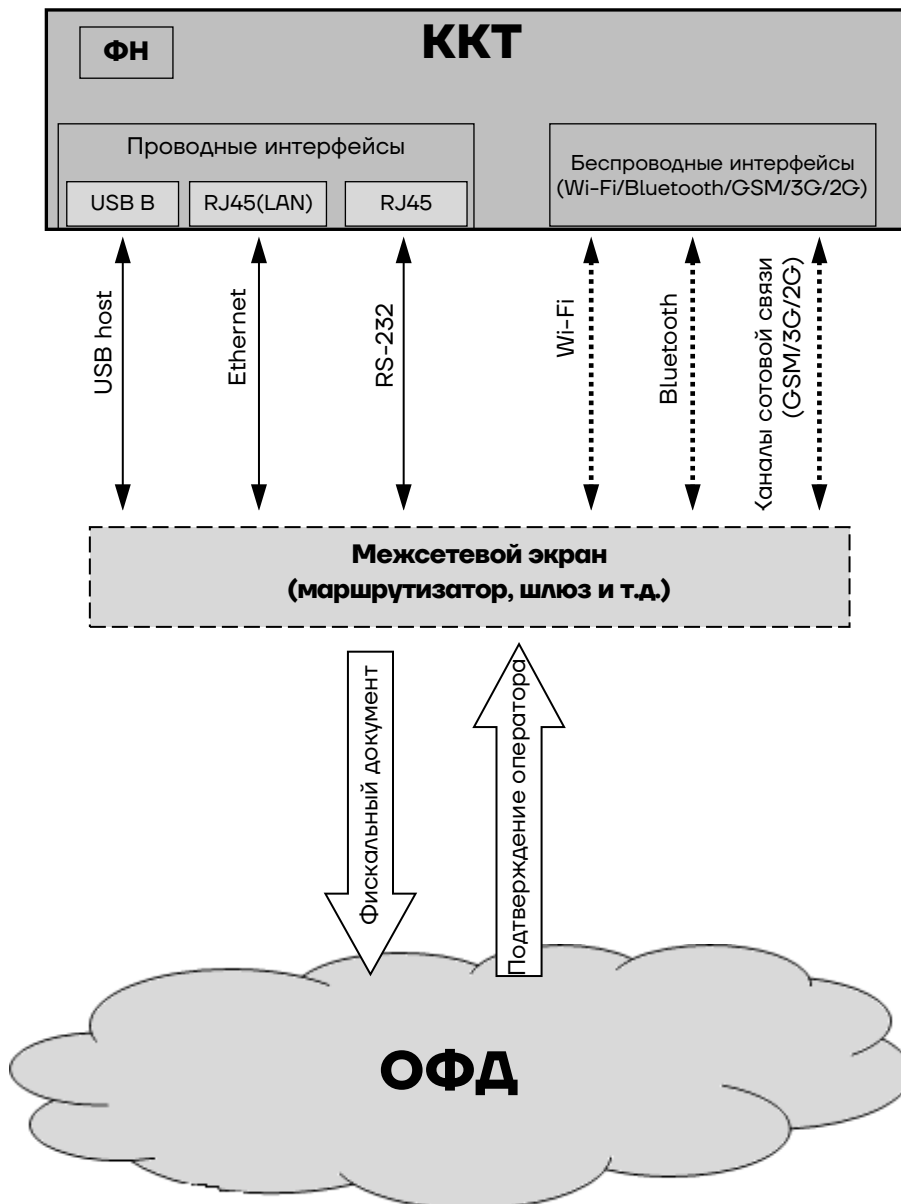 ФН
ККТ
Проводные интерфейсы
USB B
RJ45(LAN)
RJ45
Беспроводные интерфейсы
(Wi-Fi/Bluetooth/GSM/3G/2G)
USB host
Ethernet
RS-232
Wi-Fi
Bluetooth
Каналы сотовой связи
(GSM/3G/2G)
Межсетевой экран
(маршрутизатор, шлюз и т.д.)
Фискальный документ
Подтверждение оператора
ОФД